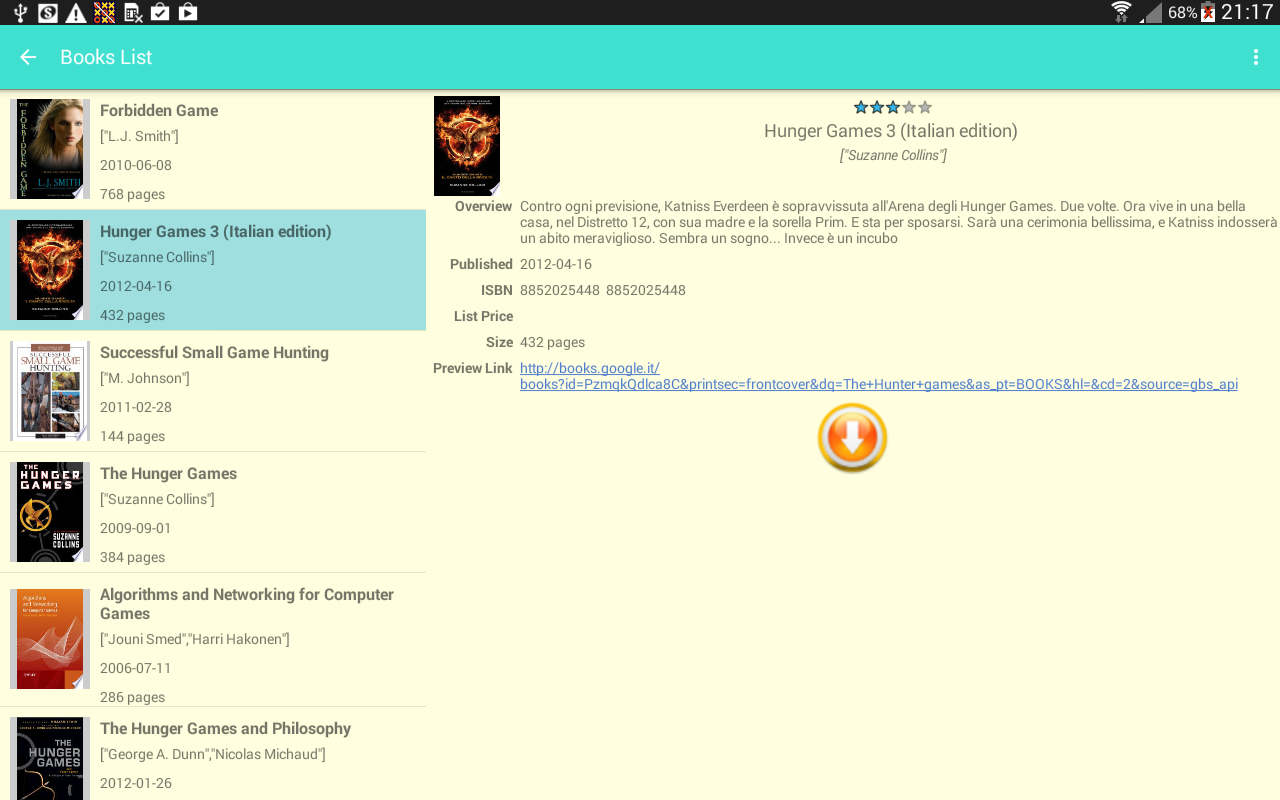 68%
21:17
Books List
Forbidden Game
["L.J. Smith"]
2010-06-08
768 pages
Hunger Games 3 (Italian edition)
["Suzanne Collins"]
2012-04-16
432 pages
Successful Small Game Hunting
["M. Johnson"]
2011-02-28
144 pages
THE
HUNGER
GAMES
SUZANNE
COLLINS
The Hunger Games
["Suzanne Collins"]
2009-09-01
384 pages
Algorithms
and Networking
for Computer
Games
Algorithms and Networking for Computer
Games
["Jouni Smed","Harri Hakonen"]
2006-07-11
286 pages
THE
HUNGER
GAMES
The Hunger Games and Philosophy
["George A. Dunn","Nicolas Michaud"]
2012-01-26
THE
FORBIDDEN GAME
L.J. SMITH
SUCCESSFUL
SMALL GAME
HUNTING
Hunger Games 3 (Italian edition)
["Suzanne Collins"]
Overview
Contro ogni previsione, Katniss Everdeen è sopravvissuta all'Arena degli Hunger Games. Due volte. Ora vive in una bella
casa, nel Distretto 12, con sua madre e la sorella Prim. E sta per sposarsi. Sarà una cerimonia bellissima, e Katniss indosserà
un abito meraviglioso. Sembra un sogno... Invece è un incubo
Published 2012-04-16
ISBN 8852025448 8852025448
List Price
Size 432 pages
Preview Link http://books.google.it/
books?id=PzmqkQdlca8C&printsec=frontcover&dq=The+Hunter+games&as_pt=BOOKS&hl=&cd=2&source=gbs_api